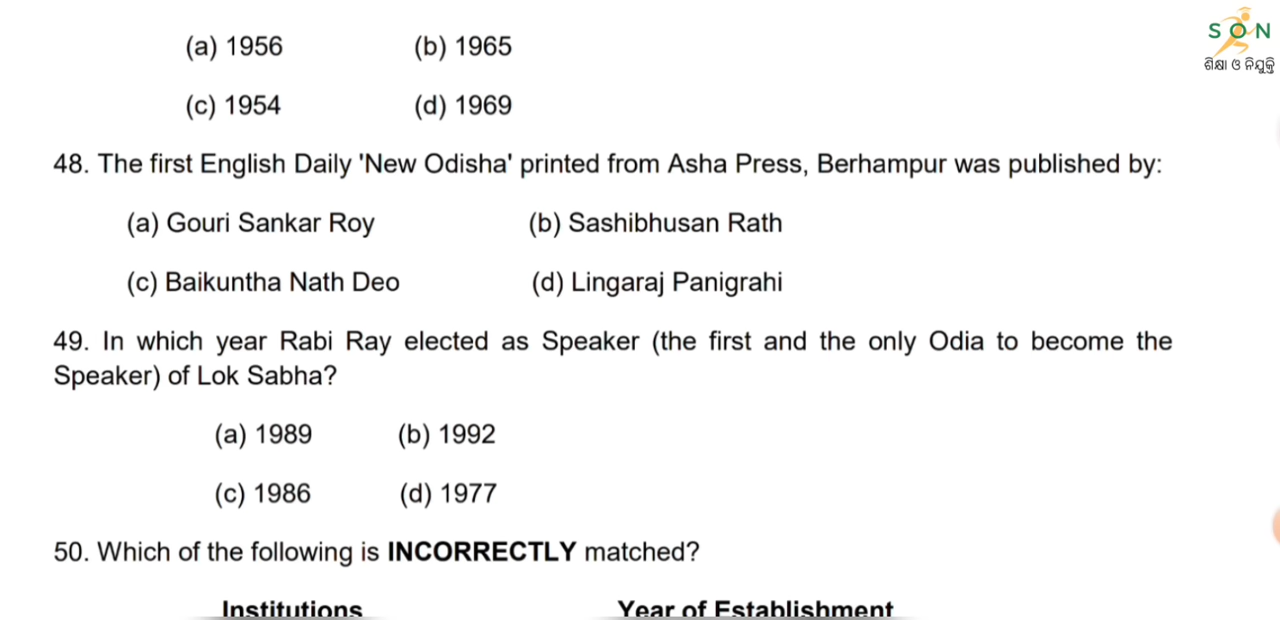 S O N
ଶିକ୍ଷା ଓ ନିଯୁକ୍ତି
(a) 1956 (b) 1965
(c) 1954 (d) 1969
48. The first English Daily 'New Odisha' printed from Asha Press, Berhampur was published by:
(a) Gouri Sankar Roy (b) Sashibhusan Rath
(c) Baikuntha Nath Deo (d) Lingaraj Panigrahi
49. In which year Rabi Ray elected as Speaker (the first and the only Odia to become the
Speaker) of Lok Sabha?
(a) 1989 (b) 1992
(c) 1986 (d) 1977
50. Which of the following is INCORRECTLY matched?
Institutions Year of Establishment